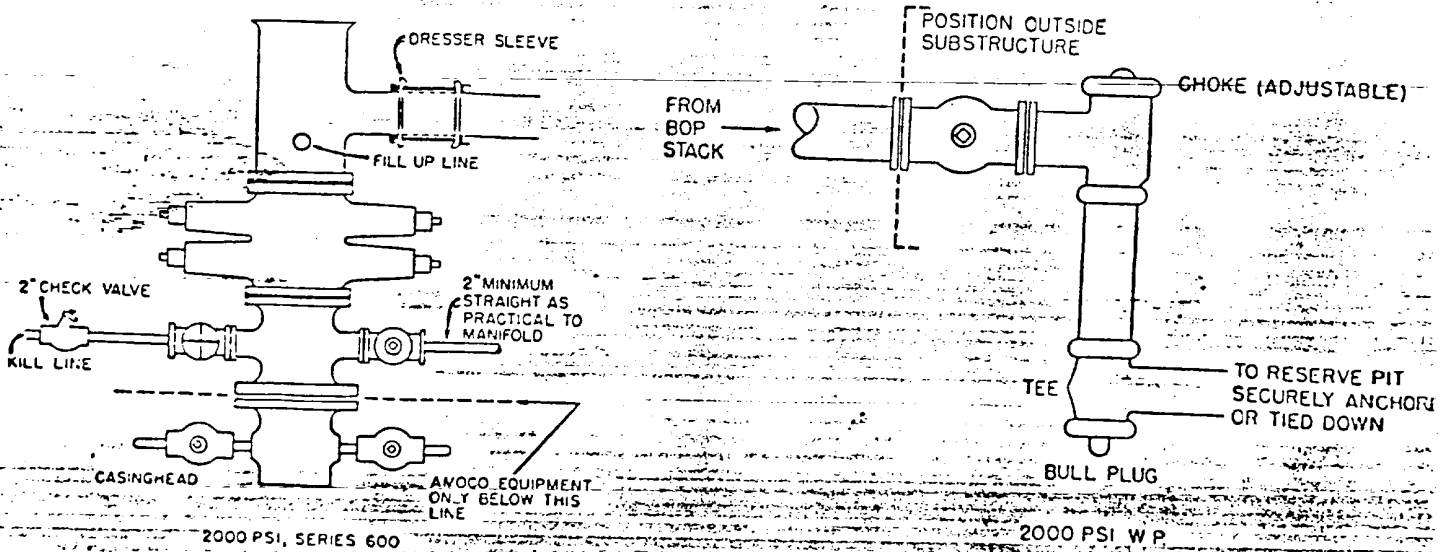 DRESSER SLEEVE
FILL UP LINE
2" CHECK VALVE
KILL LINE
2" MINIMUM
STRAIGHT AS
PRACTICAL TO
MANIFOLD
CASINGHEAD
AMOCO EQUIPMENT
ONLY BELOW THIS
LINE
2000 PSI, SERIES 600
POSITION OUTSIDE
SUBSTRUCTURE
FROM
BOP
STACK
CHOKE (ADJUSTABLE)
TEE
TO RESERVE PIT
SECURELY ANCHORE
OR TIED DOWN
BULL PLUG
2000 PSI W P